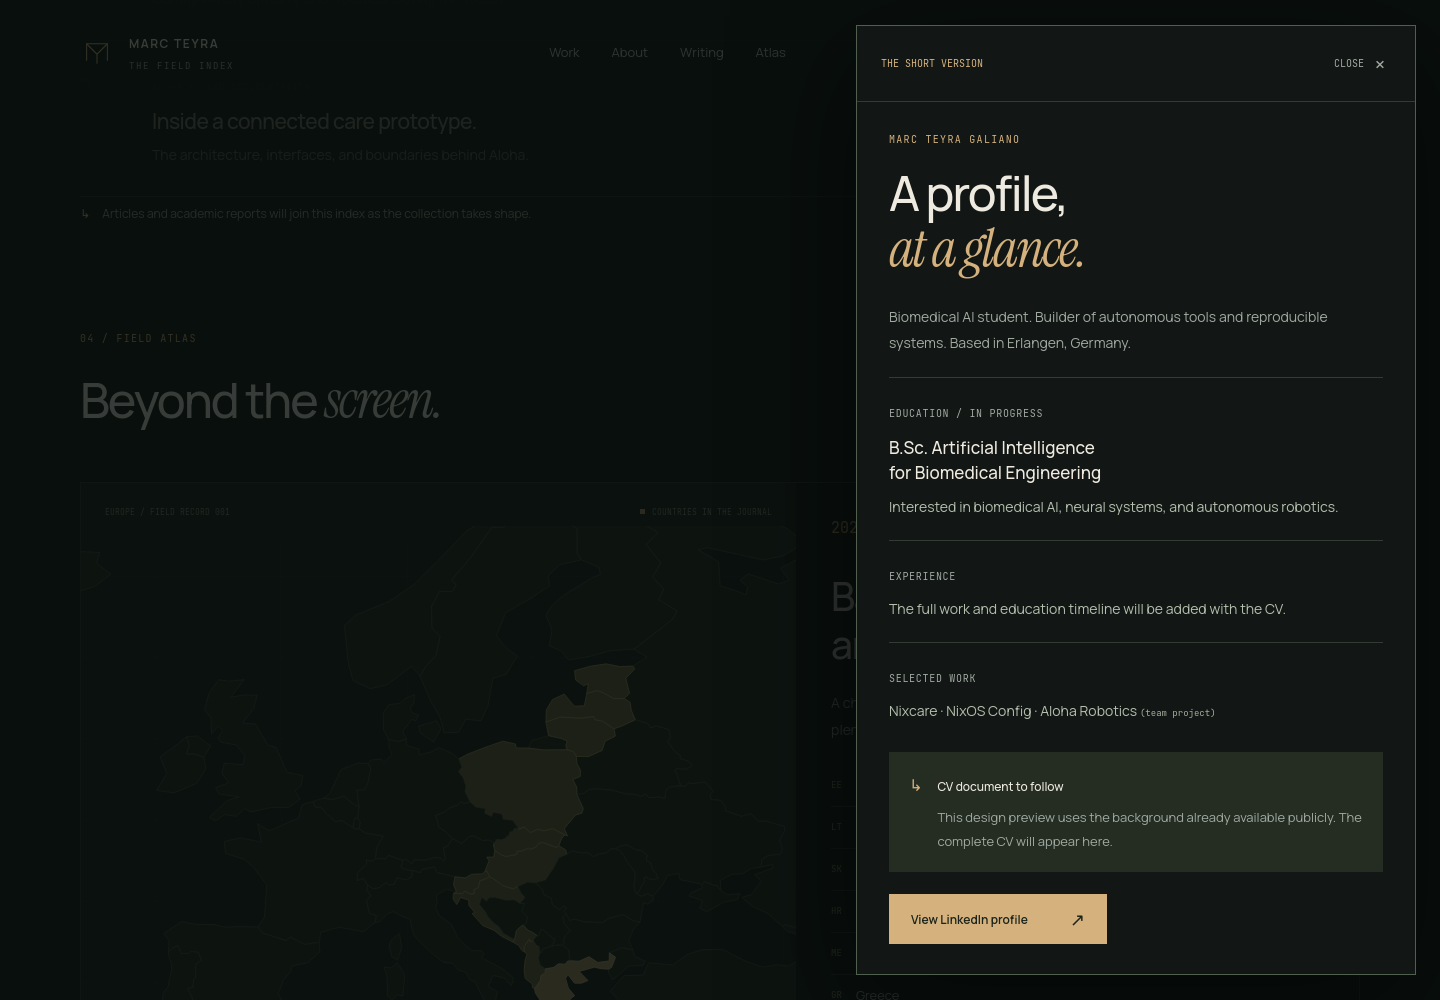 MARC TEYRA
THE FIELD INDEX
Work
About
Writing
Atlas
Inside a connected care prototype.
The architecture, interfaces, and boundaries behind Aloha.
↳ Articles and academic reports will join this index as the collection takes shape.
04 / FIELD ATLAS
Beyond the screen.
EUROPE / FIELD RECORD 001
COUNTRIES IN THE JOURNAL
202
EE
LT
SK
HR
ME
GR Greece
THE SHORT VERSION
CLOSE ×
MARC TEYRA GALIANO
A profile,
at a glance.
Biomedical AI student. Builder of autonomous tools and reproducible
systems. Based in Erlangen, Germany.
EDUCATION / IN PROGRESS
B.Sc. Artificial Intelligence
for Biomedical Engineering
Interested in biomedical AI, neural systems, and autonomous robotics.
EXPERIENCE
The full work and education timeline will be added with the CV.
SELECTED WORK
Nixcare · NixOS Config · Aloha Robotics (team project)
↳ CV document to follow
This design preview uses the background already available publicly. The
complete CV will appear here.
View LinkedIn profile ↗